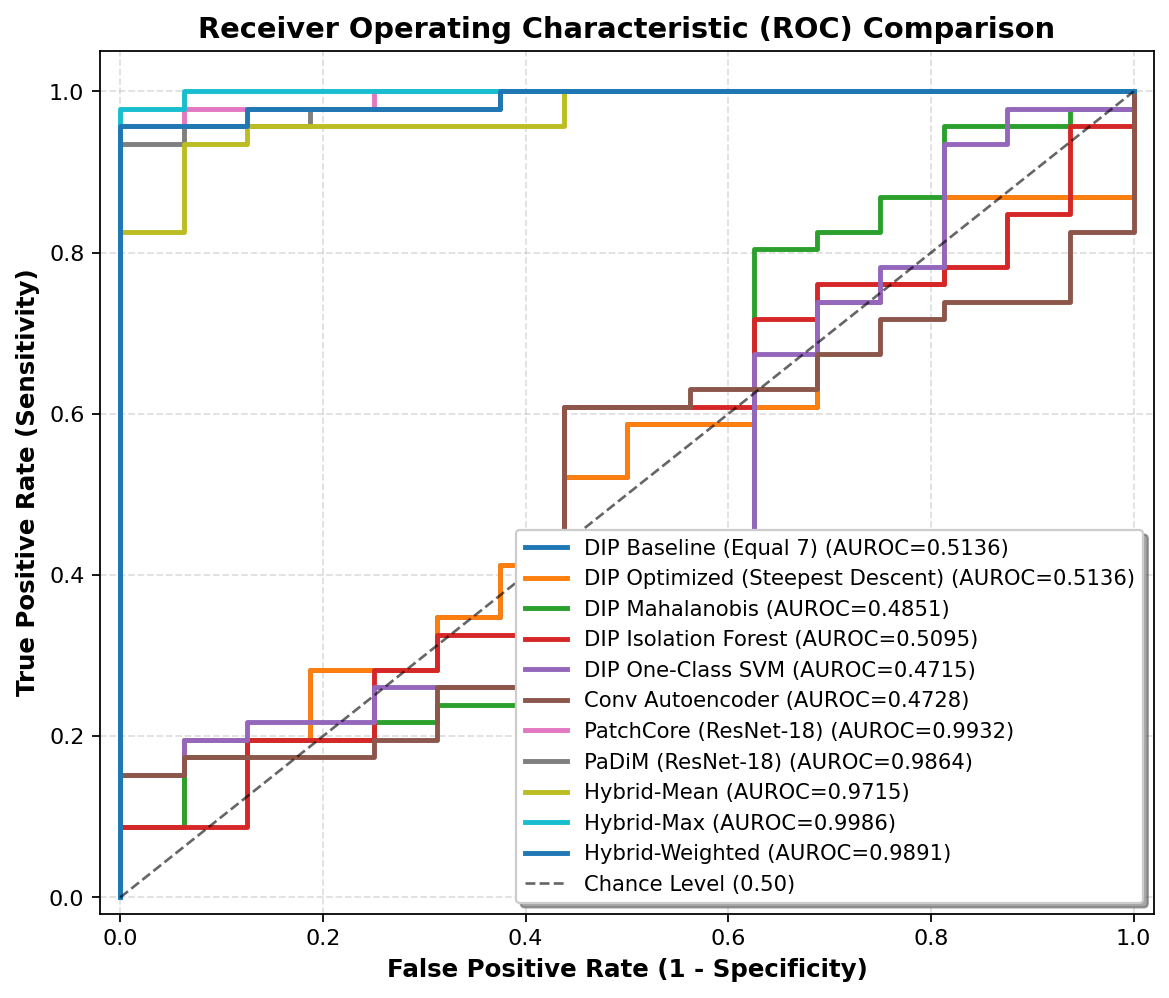 Receiver Operating Characteristic (ROC) Comparison
True Positive Rate (Sensitivity)
1.0
0.8
0.6
0.4
0.2
0.0
DIP Baseline (Equal 7) (AUROC=0.5136)
DIP Optimized (Steepest Descent) (AUROC=0.5136)
DIP Mahalanobis (AUROC=0.4851)
DIP Isolation Forest (AUROC=0.5095)
DIP One-Class SVM (AUROC=0.4715)
Conv Autoencoder (AUROC=0.4728)
PatchCore (ResNet-18) (AUROC=0.9932)
PaDiM (ResNet-18) (AUROC=0.9864)
Hybrid-Mean (AUROC=0.9715)
Hybrid-Max (AUROC=0.9986)
Hybrid-Weighted (AUROC=0.9891)
Chance Level (0.50)
0.0 0.2 0.4 0.6 0.8 1.0
False Positive Rate (1 - Specificity)